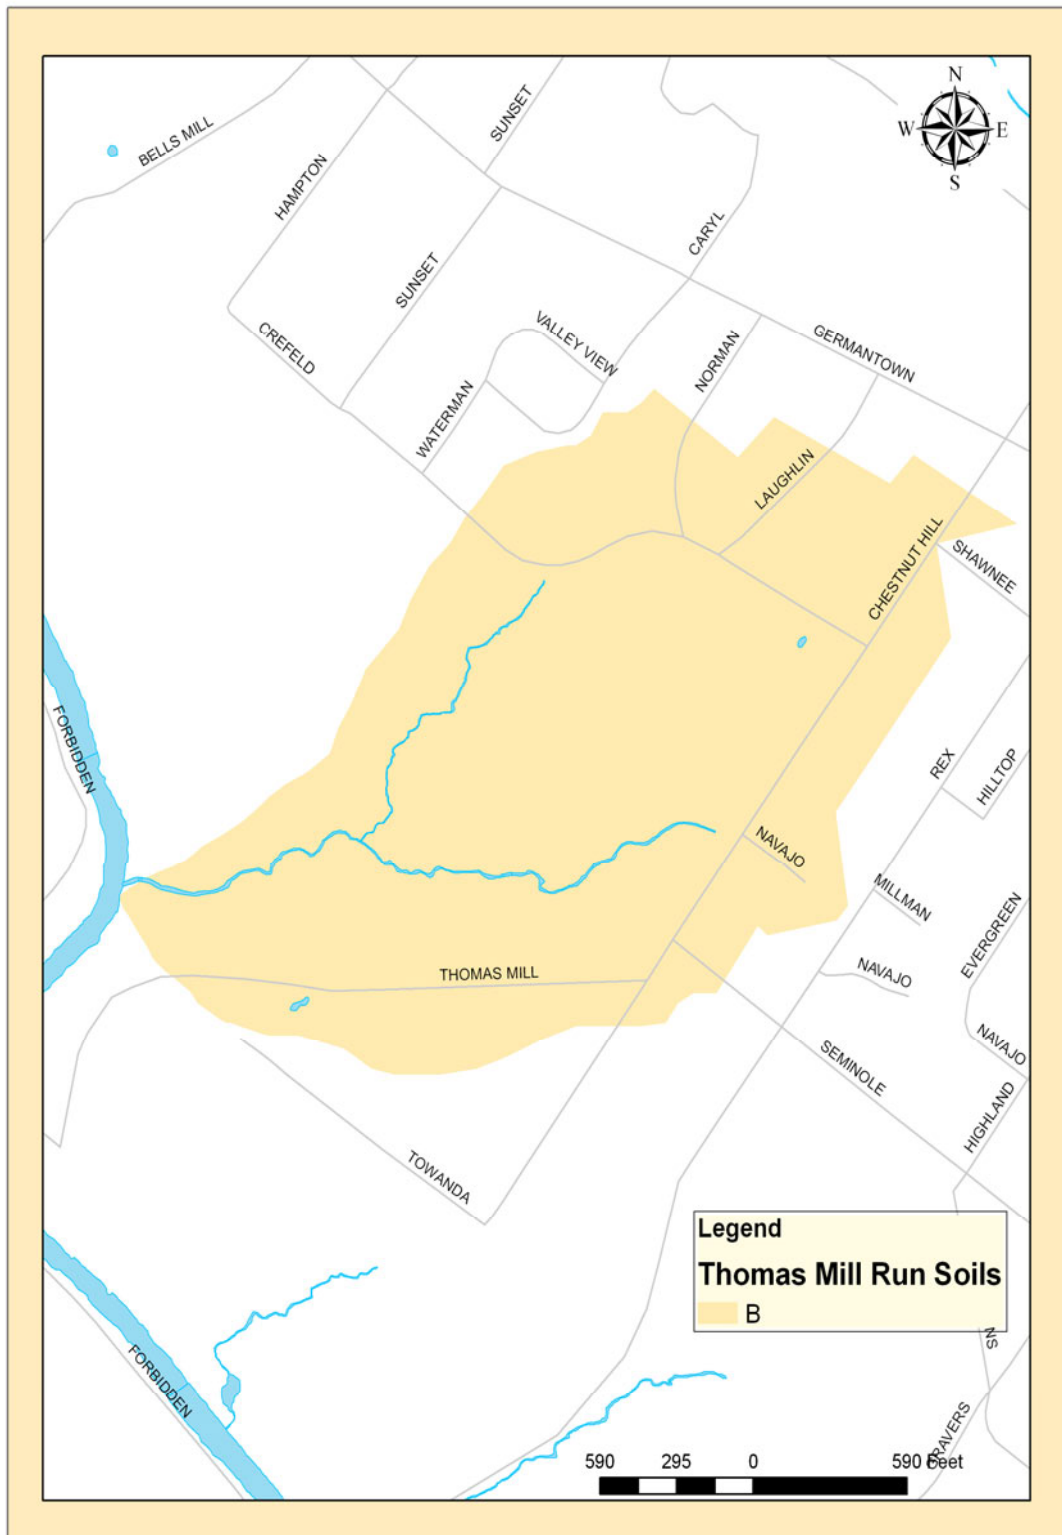 N
W E
S
BELLS MILL
SUNSET
HAMPTON
CARYL
SUNSET
CREFELD
VALLEY VIEW
NORMAN
GERMANTOWN
WATERMAN
LAUGHLIN
CHESTNUT HILL
SHAWNEE
FORBIDDEN
REX
HILLTOP
NAVAJO
MILLMAN
EVERGREEN
NAVAJO
THOMAS MILL
NAVAJO
SEMINOLE
HIGHLAND
TOWANDA
Legend
Thomas Mill Run Soils
B
NS
FORBIDDEN
RAVERS
590 295 0 590 Feet